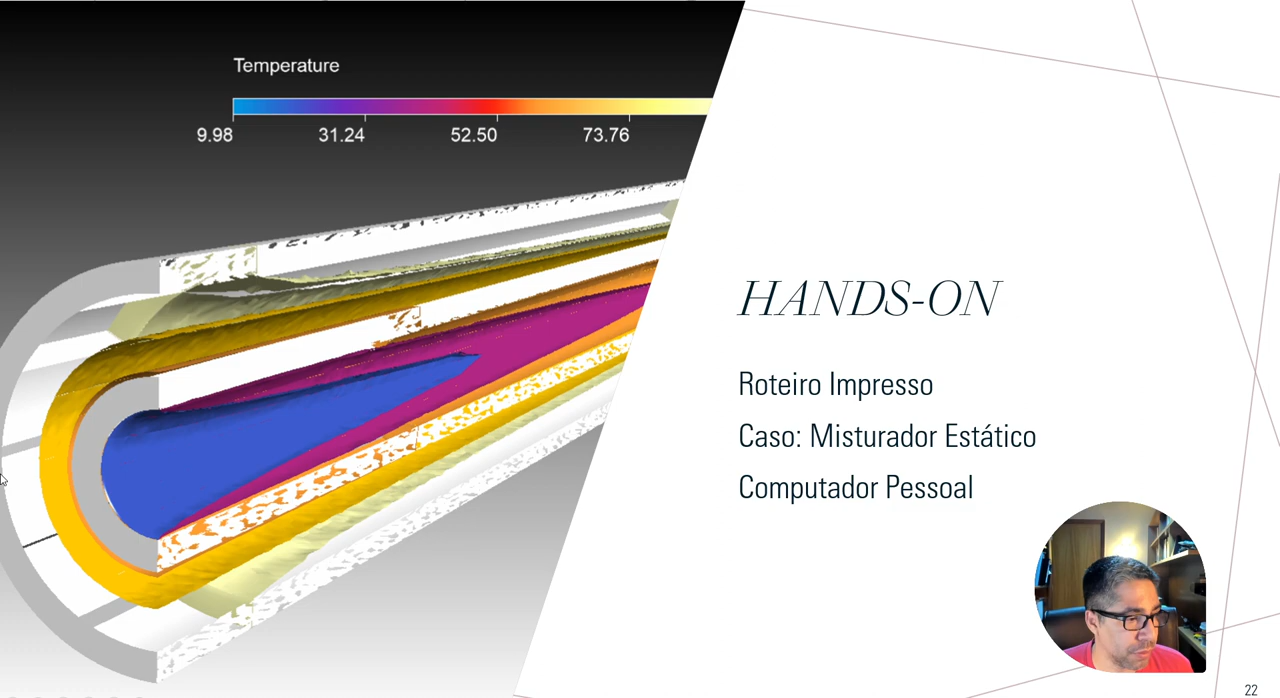 Temperature
9.98 31.24 52.50 73.76
HANDS-ON
Roteiro Impresso
Caso: Misturador Estático
Computador Pessoal
22